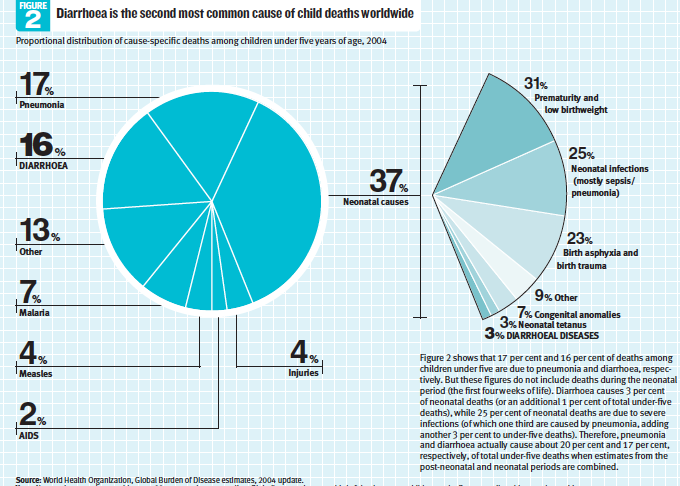 FIGURE
2
Diarrhoea is the second most common cause of child deaths worldwide
Proportional distribution of cause-specific deaths among children under five years of age, 2004
17%
Pneumonia
16%
DIARRHOEA
13%
Other
7%
Malaria
4%
Measles
2%
AIDS
4%
Injuries
37%
Neonatal causes
31%
Prematurity and
low birthweight
25%
Neonatal infections
(mostly sepsis/
pneumonia)
23%
Birth asphyxia and
birth trauma
9% Other
7% Congenital anomalies
3% Neonatal tetanus
3% DIARRHOEAL DISEASES
Figure 2 shows that 17 per cent and 16 per cent of deaths among
children under five are due to pneumonia and diarrhoea, respec-
tively. But these figures do not include deaths during the neonatal
period (the first four weeks of life). Diarrhoea causes 3 per cent
of neonatal deaths (or an additional 1 per cent of total under-five
deaths), while 25 per cent of neonatal deaths are due to severe
infections (of which one third are caused by pneumonia, adding
another 3 per cent to under-five deaths). Therefore, pneumonia
and diarrhoea actually cause about 20 per cent and 17 per cent,
respectively, of total under-five deaths when estimates from the
post-neonatal and neonatal periods are combined.
Source: World Health Organization, Global Burden of Disease estimates, 2004 update.